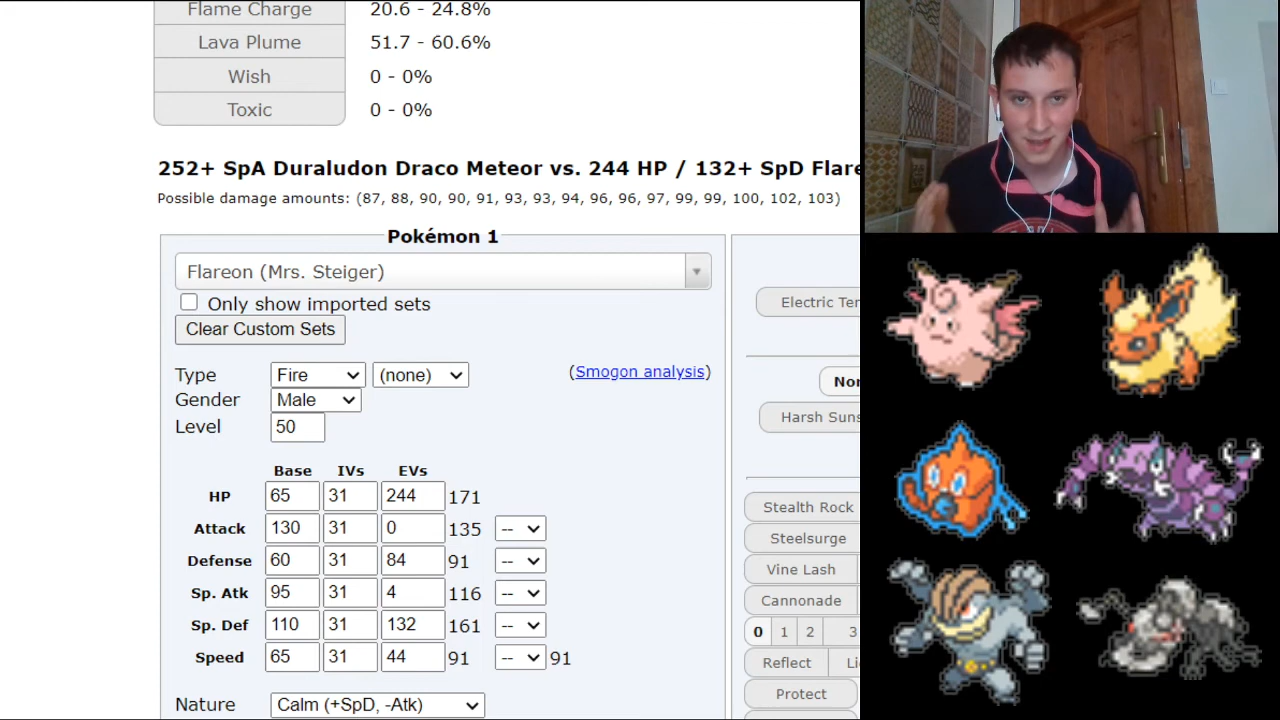 Flame Charge 20.6 - 24.8%
Lava Plume 51.7 - 60.6%
Wish 0 - 0%
Toxic 0 - 0%
252+ SpA Duraludon Draco Meteor vs. 244 HP / 132+ SpD Flare
Possible damage amounts: (87, 88, 90, 90, 91, 93, 93, 94, 96, 96, 97, 99, 99, 100, 102, 103)
Pokémon 1
Flareon (Mrs. Steiger)
Only show imported sets
Clear Custom Sets
Type Fire (none) (Smogon analysis)
Gender Male
Level 50
Base IVs EVs
HP 65 31 244 171
Attack 130 31 0 135 --
Defense 60 31 84 91 --
Sp. Atk 95 31 4 116 --
Sp. Def 110 31 132 161 --
Speed 65 31 44 91 -- 91
Nature Calm (+SpD, -Atk)
Electric Ter
Non
Harsh Suns
Stealth Rock
Steelsurge
Vine Lash
Cannonade
0 1 2 3
Reflect Li
Protect